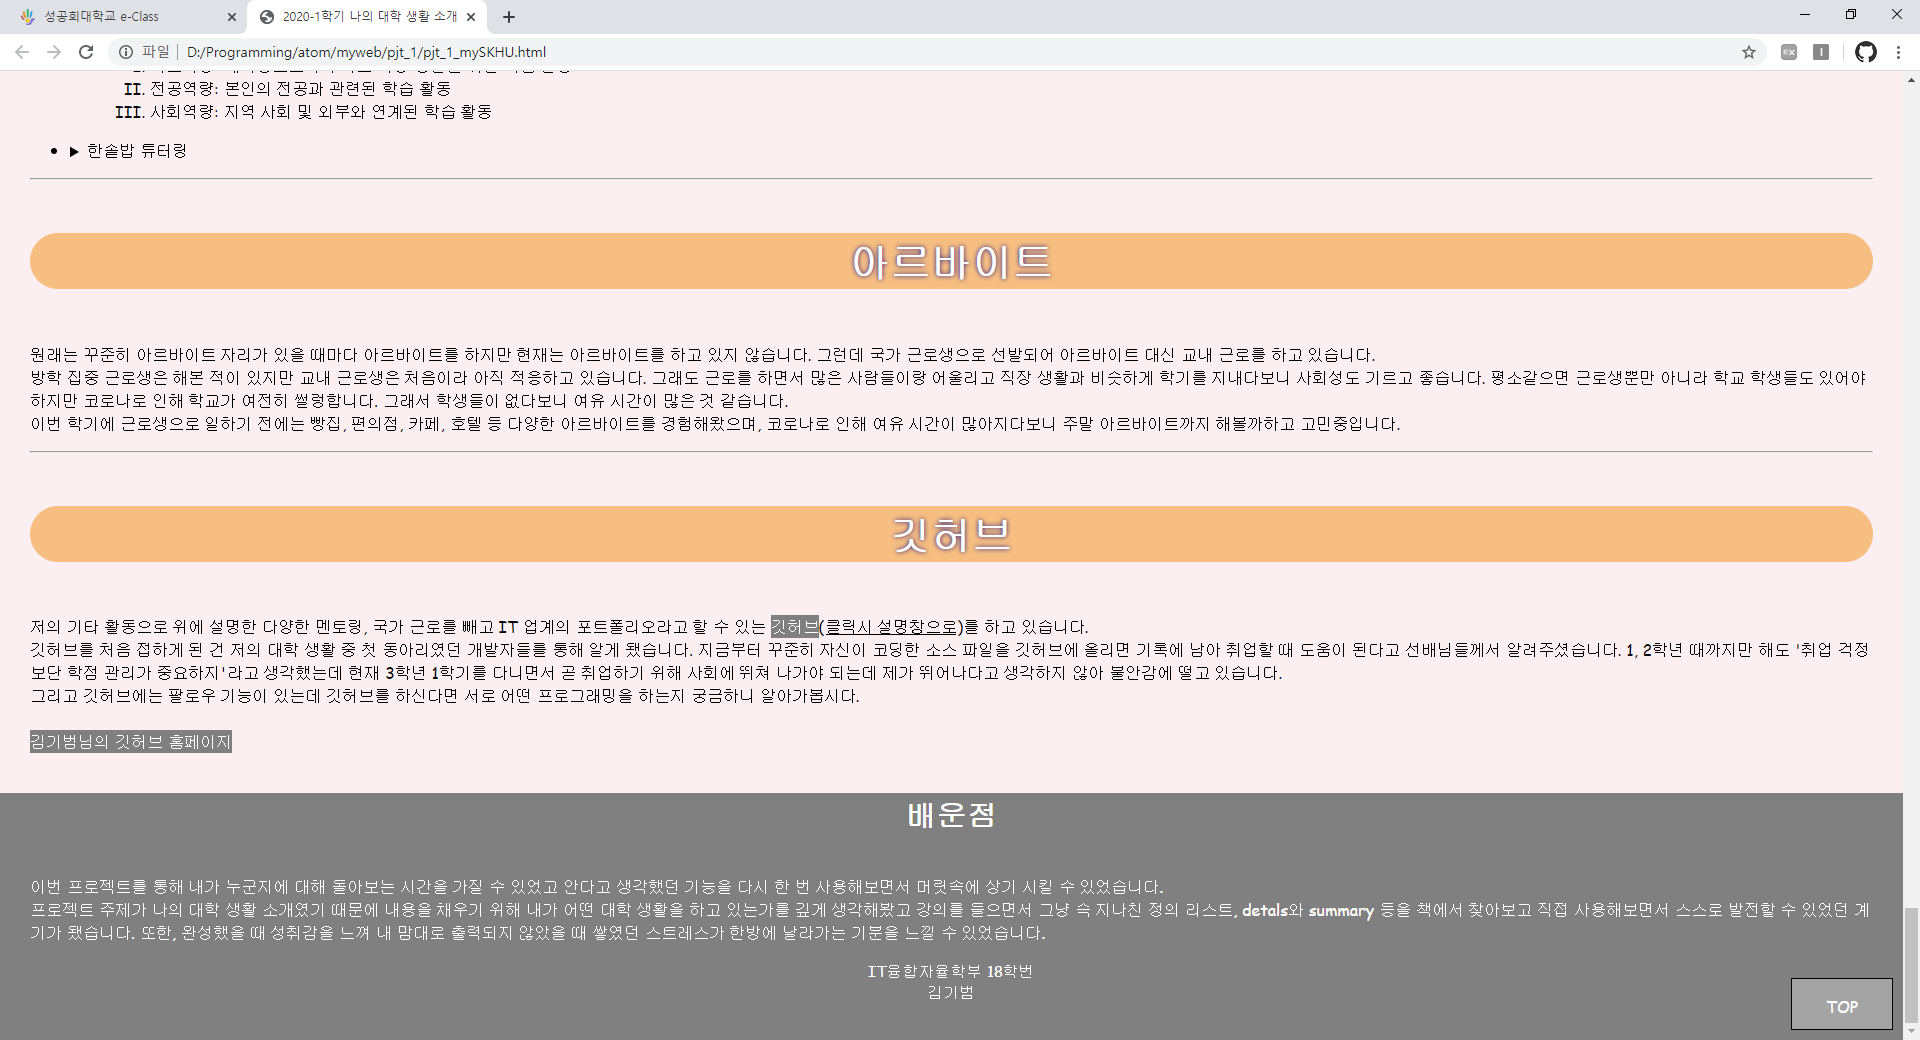 성공회대학교 e-Class
2020-1학기 나의 대학 생활 소개
파일 | D:/Programming/atom/myweb/pjt_1/pjt_1_mySKHU.html
II. 전공역량: 본인의 전공과 관련된 학습 활동
III. 사회역량: 지역 사회 및 외부와 연계된 학습 활동
• ▶ 한솔밥 튜터링
아르바이트
원래는 꾸준히 아르바이트 자리가 있을 때마다 아르바이트를 하지만 현재는 아르바이트를 하고 있지 않습니다. 그런데 국가 근로생으로 선발되어 아르바이트 대신 교내 근로를 하고 있습니다.
방학 집중 근로생은 해본 적이 있지만 교내 근로생은 처음이라 아직 적응하고 있습니다. 그래도 근로를 하면서 많은 사람들이랑 어울리고 직장 생활과 비슷하게 학기를 지내다보니 사회성도 기르고 좋습니다. 평소같으면 근로생뿐만 아니라 학교 학생들도 있어야
하지만 코로나로 인해 학교가 여전히 썰렁합니다. 그래서 학생들이 없다보니 여유 시간이 많은 것 같습니다.
이번 학기에 근로생으로 일하기 전에는 빵집, 편의점, 카페, 호텔 등 다양한 아르바이트를 경험해왔으며, 코로나로 인해 여유 시간이 많아지다보니 주말 아르바이트까지 해볼까하고 고민중입니다.
깃허브
저의 기타 활동으로 위에 설명한 다양한 멘토링, 국가 근로를 빼고 IT 업계의 포트폴리오라고 할 수 있는 깃허브(클릭시 설명창으로)를 하고 있습니다.
깃허브를 처음 접하게 된 건 저의 대학 생활 중 첫 동아리였던 개발자들를 통해 알게 됐습니다. 지금부터 꾸준히 자신이 코딩한 소스 파일을 깃허브에 올리면 기록에 남아 취업할 때 도움이 된다고 선배님들께서 알려주셨습니다. 1, 2학년 때까지만 해도 '취업 걱정
보단 학점 관리가 중요하지'라고 생각했는데 현재 3학년 1학기를 다니면서 곧 취업하기 위해 사회에 뛰쳐 나가야 되는데 제가 뛰어나다고 생각하지 않아 불안감에 떨고 있습니다.
그리고 깃허브에는 팔로우 기능이 있는데 깃허브를 하신다면 서로 어떤 프로그래밍을 하는지 궁금하니 알아가봅시다.
김기범님의 깃허브 홈페이지
배운점
이번 프로젝트를 통해 내가 누군지에 대해 돌아보는 시간을 가질 수 있었고 안다고 생각했던 기능을 다시 한 번 사용해보면서 머릿속에 상기 시킬 수 있었습니다.
프로젝트 주제가 나의 대학 생활 소개였기 때문에 내용을 채우기 위해 내가 어떤 대학 생활을 하고 있는가를 깊게 생각해봤고 강의를 들으면서 그냥 슥 지나친 정의 리스트, detals와 summary 등을 책에서 찾아보고 직접 사용해보면서 스스로 발전할 수 있었던 계
기가 됐습니다. 또한, 완성했을 때 성취감을 느껴 내 맘대로 출력되지 않았을 때 쌓였던 스트레스가 한방에 날라가는 기분을 느낄 수 있었습니다.
IT융합자율학부 18학번
김기범
TOP